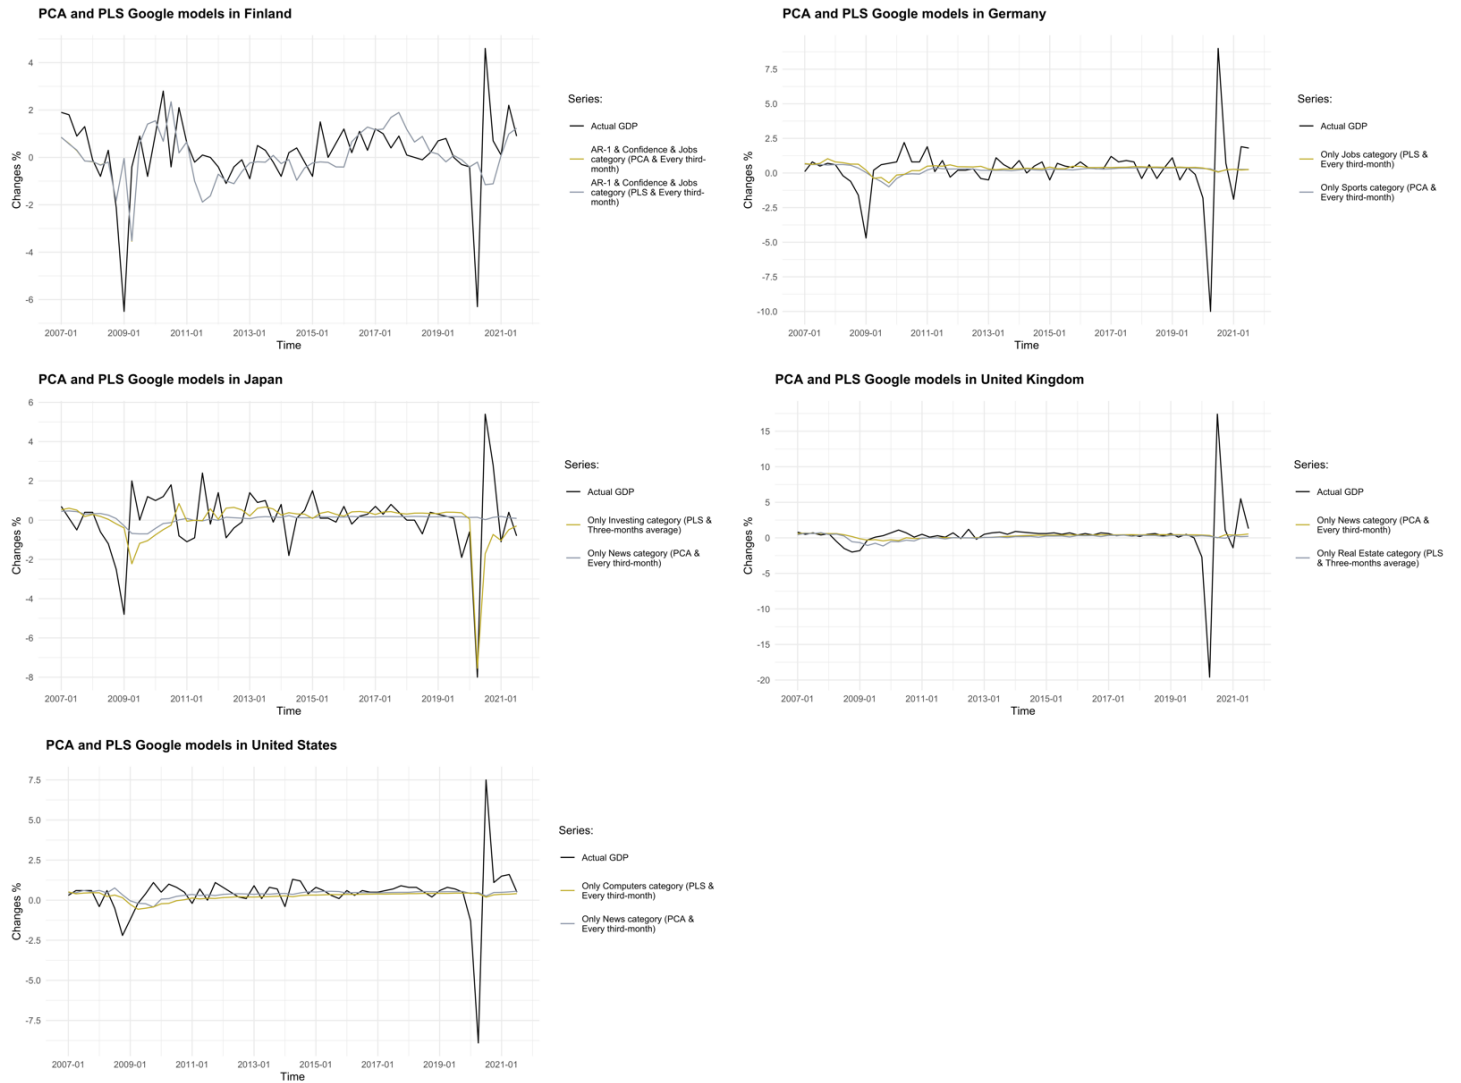 PCA and PLS Google models in Finland
4
2
0
-2
-4
-6
Changes %
2007-01
2009-01
2011-01
2013-01
2015-01
2017-01
2019-01
2021-01
Time
Series:
Actual GDP
AR-1 & Confidence & Jobs
category (PCA & Every third-
month)
AR-1 & Confidence & Jobs
category (PLS & Every third-
month)
PCA and PLS Google models in Germany
7.5
5.0
2.5
0.0
-2.5
-5.0
-7.5
-10.0
Changes %
2007-01
2009-01
2011-01
2013-01
2015-01
2017-01
2019-01
2021-01
Time
Series:
Actual GDP
Only Jobs category (PLS &
Every third-month)
Only Sports category (PCA &
Every third-month)
PCA and PLS Google models in Japan
6
4
2
0
-2
-4
-6
-8
Changes %
2007-01
2009-01
2011-01
2013-01
2015-01
2017-01
2019-01
2021-01
Time
Series:
Actual GDP
Only Investing category (PLS &
Three-months average)
Only News category (PCA &
Every third-month)
PCA and PLS Google models in United Kingdom
15
10
5
0
-5
-10
-15
-20
Changes %
2007-01
2009-01
2011-01
2013-01
2015-01
2017-01
2019-01
2021-01
Time
Series:
Actual GDP
Only News category (PCA &
Every third-month)
Only Real Estate category (PLS
& Three-months average)
PCA and PLS Google models in United States
7.5
5.0
2.5
0.0
-2.5
-5.0
-7.5
Changes %
2007-01
2009-01
2011-01
2013-01
2015-01
2017-01
2019-01
2021-01
Time
Series:
Actual GDP
Only Computers category (PLS &
Every third-month)
Only News category (PCA &
Every third-month)